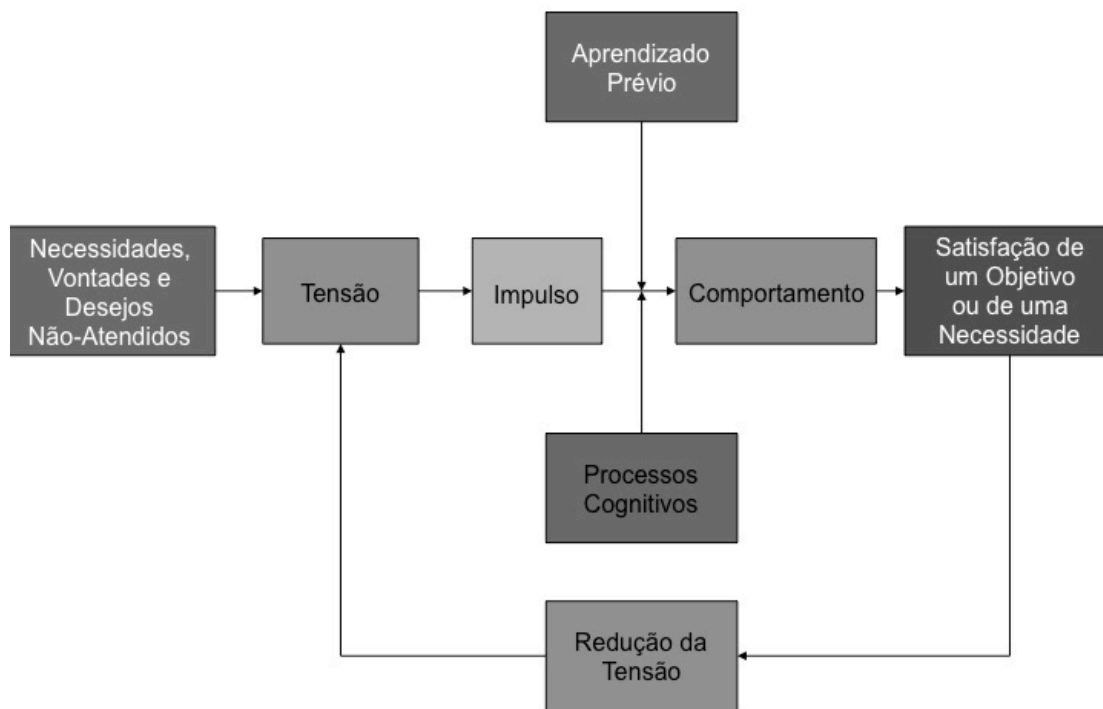 Aprendizado
Prévio
Necessidades,
Vontades e
Desejos
Não-Atendidos
Tensão
Impulso
Comportamento
Satisfação de
um Objetivo
ou de uma
Necessidade
Processos
Cognitivos
Redução da
Tensão